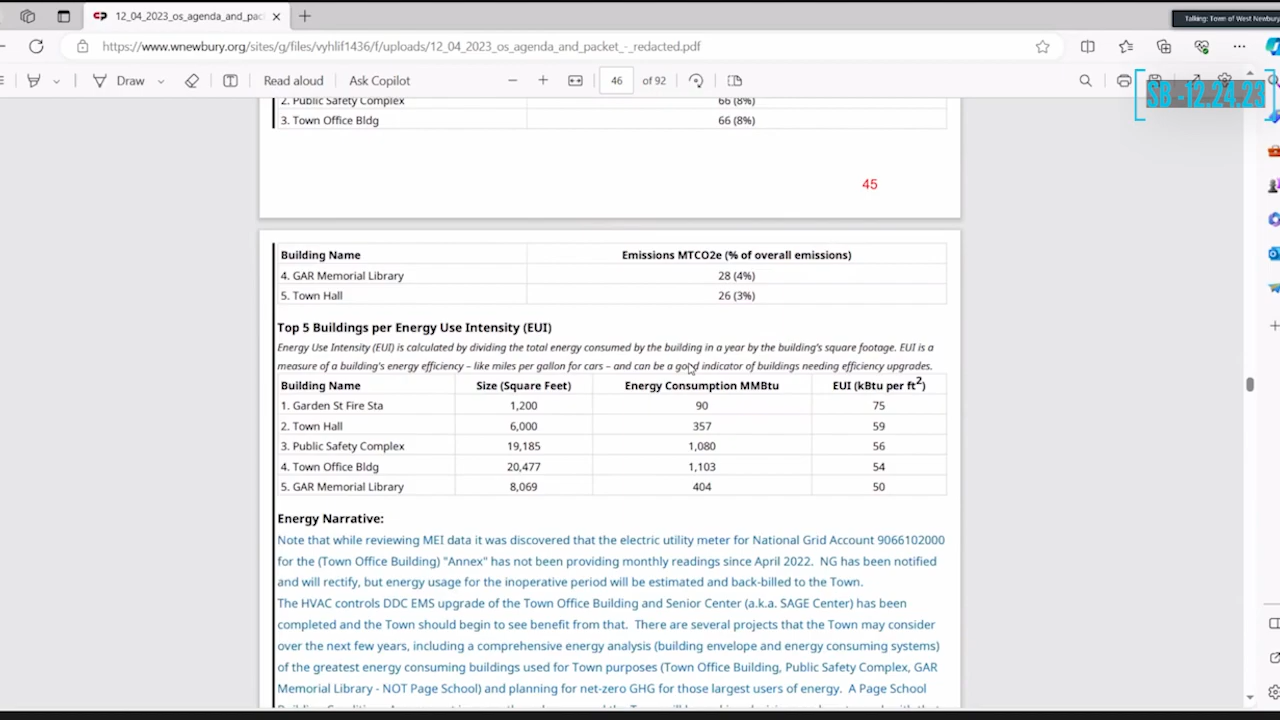 12_04_2023_os_agenda_and_pac
Talking: Town of West Newbury
https://www.wnewbury.org/sites/g/files/vyhlif1436/f/uploads/12_04_2023_os_agenda_and_packet_-_redacted.pdf
Draw
Read aloud
Ask Copilot
46 of 92
SB -12.24.23
2. Public Safety Complex 66 (8%)
3. Town Office Bldg 66 (8%)
45
Building Name Emissions MTCO2e (% of overall emissions)
4. GAR Memorial Library 28 (4%)
5. Town Hall 26 (3%)
Top 5 Buildings per Energy Use Intensity (EUI)
Energy Use Intensity (EUI) is calculated by dividing the total energy consumed by the building in a year by the building's square footage. EUI is a
measure of a building's energy efficiency – like miles per gallon for cars – and can be a good indicator of buildings needing efficiency upgrades.
Building Name Size (Square Feet) Energy Consumption MMBtu EUI (kBtu per ft²)
1. Garden St Fire Sta 1,200 90 75
2. Town Hall 6,000 357 59
3. Public Safety Complex 19,185 1,080 56
4. Town Office Bldg 20,477 1,103 54
5. GAR Memorial Library 8,069 404 50
Energy Narrative:
Note that while reviewing MEI data it was discovered that the electric utility meter for National Grid Account 9066102000
for the (Town Office Building) "Annex" has not been providing monthly readings since April 2022. NG has been notified
and will rectify, but energy usage for the inoperative period will be estimated and back-billed to the Town.
The HVAC controls DDC EMS upgrade of the Town Office Building and Senior Center (a.k.a. SAGE Center) has been
completed and the Town should begin to see benefit from that. There are several projects that the Town may consider
over the next few years, including a comprehensive energy analysis (building envelope and energy consuming systems)
of the greatest energy consuming buildings used for Town purposes (Town Office Building, Public Safety Complex, GAR
Memorial Library - NOT Page School) and planning for net-zero GHG for those largest users of energy. A Page School